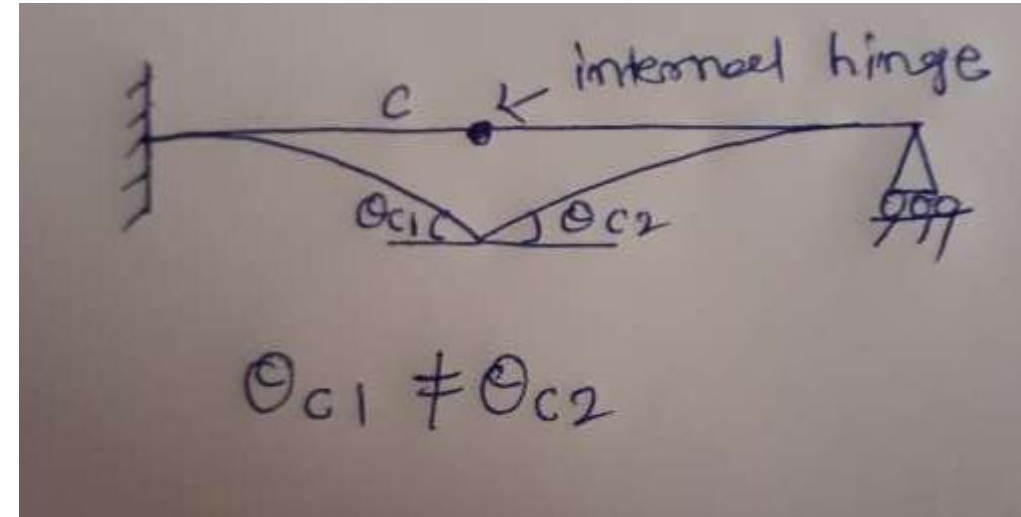 C ← internal hinge
θc1 θc2
θc1 ≠ θc2